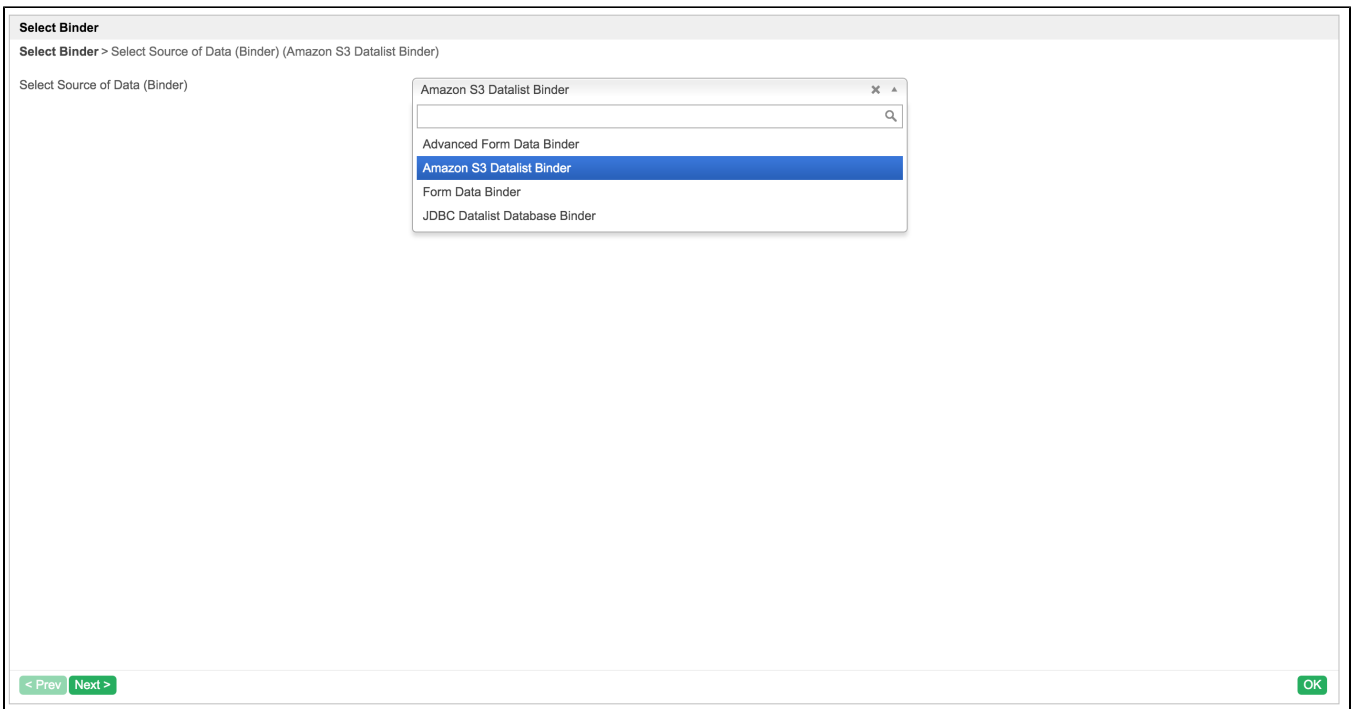 Select Binder
Select Binder > Select Source of Data (Binder) (Amazon S3 Datalist Binder)
Select Source of Data (Binder)
Amazon S3 Datalist Binder
Advanced Form Data Binder
Amazon S3 Datalist Binder
Form Data Binder
JDBC Datalist Database Binder
< Prev Next > OK